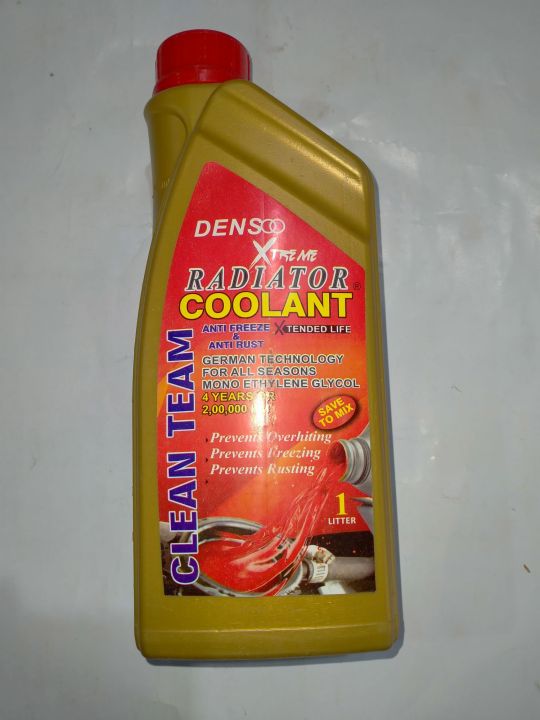 DENSOO
XTREME
RADIATOR®
COOLANT
ANTI FREEZE XTENDED LIFE
&
ANTI RUST
GERMAN TECHNOLOGY
FOR ALL SEASONS
MONO ETHYLENE GLYCOL
4 YEARS OR
2,00,000
SAVE
TO MIX
Prevents Overhiting
Prevents Freezing
Prevents Rusting
1
LITTER
CLEAN TEAM